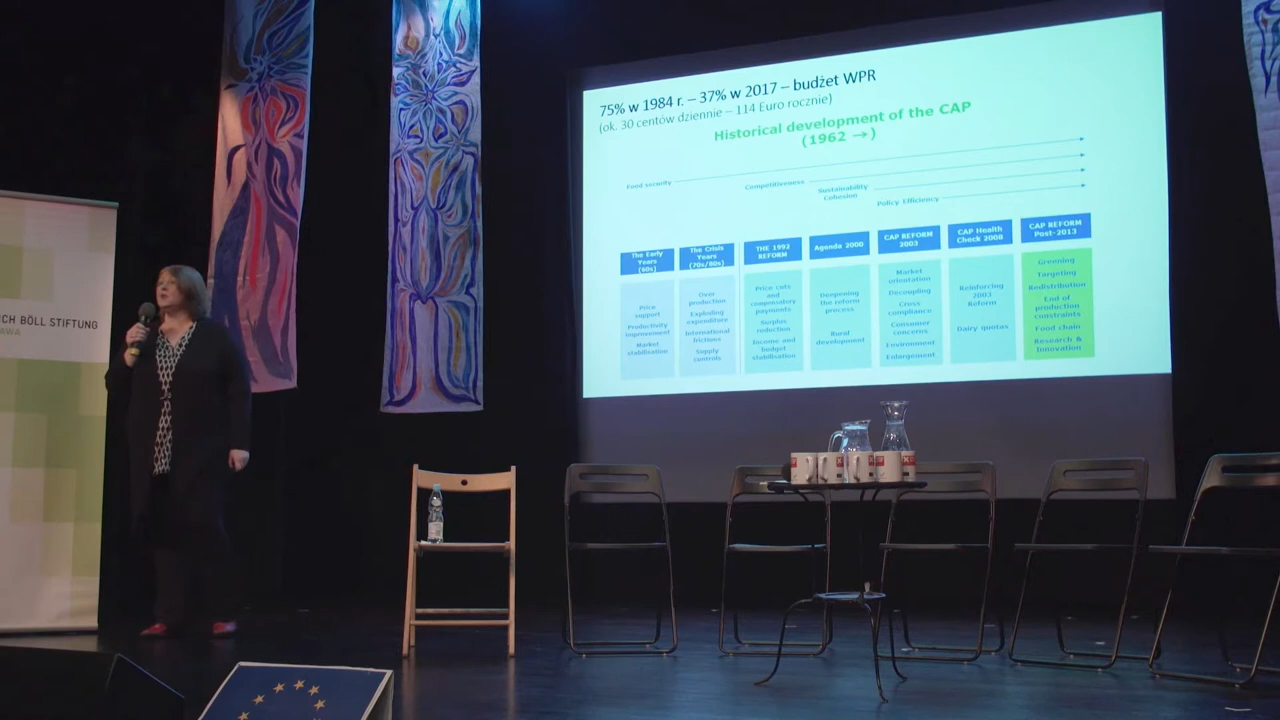 75% w 1984 r. – 37% w 2017 – budżet WPR
(ok. 30 centów dziennie – 114 Euro rocznie)
Historical development of the CAP
(1962 →)
Food security
Competitiveness
Sustainability
Cohesion
Policy Efficiency
The Early
Years
(60s)
Price
support
Productivity
improvement
Market
stabilisation
The Crisis
Years
(70s/80s)
Over
production
Exploding
expenditure
International
frictions
Supply
controls
THE 1992
REFORM
Price cuts
and
compensatory
payments
Surplus
reduction
Income and
budget
stabilisation
Agenda 2000
Deepening
the reform
process
Rural
development
CAP REFORM
2003
Market
orientation
Decoupling
Cross
compliance
Consumer
concerns
Environment
Enlargement
CAP Health
Check 2008
Reinforcing
2003
Reform
Dairy quotas
CAP REFORM
Post-2013
Greening
Targeting
Redistribution
End of
production
constraints
Food chain
Research &
Innovation
ICH BÖLL STIFTUNG
AWA